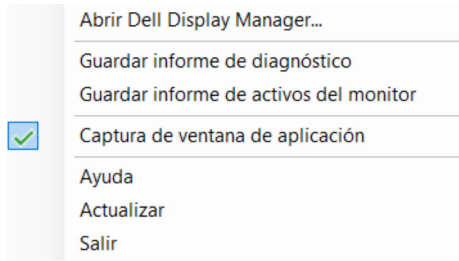 Abrir Dell Display Manager...
Guardar informe de diagnóstico
Guardar informe de activos del monitor
Captura de ventana de aplicación
Ayuda
Actualizar
Salir